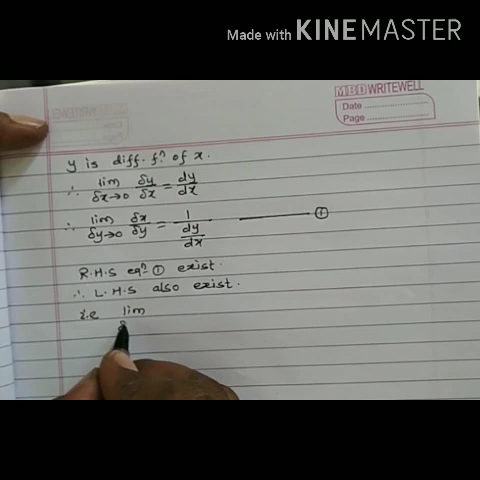 Made with KINEMASTER
MBD WRITEWELL
Date ..................
Page ..................
y is diff. fⁿ of x.
∴ lim δx→0 δy/δx = dy/dx
∴ lim δy→0 δx/δy = 1/(dy/dx) ——— ①
R.H.S eqⁿ ① exist.
∴ L.H.S also exist.
i.e lim